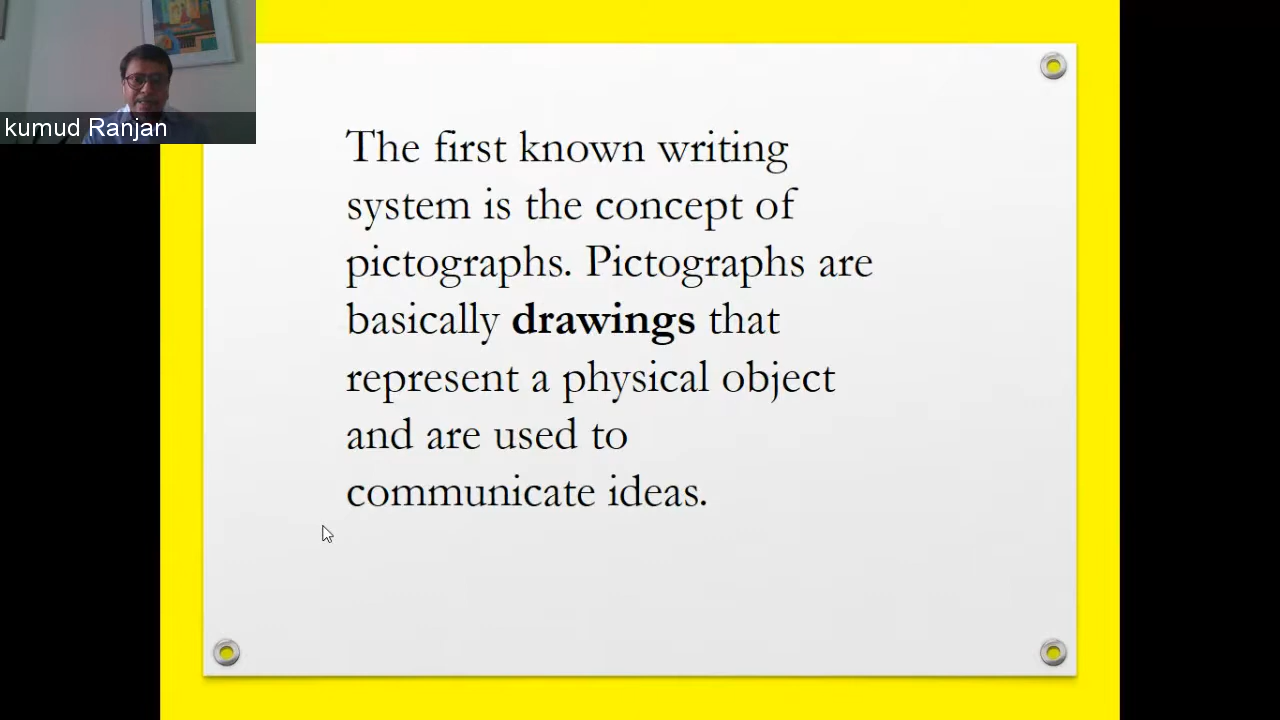 kumud Ranjan
The first known writing
system is the concept of
pictographs. Pictographs are
basically drawings that
represent a physical object
and are used to
communicate ideas.